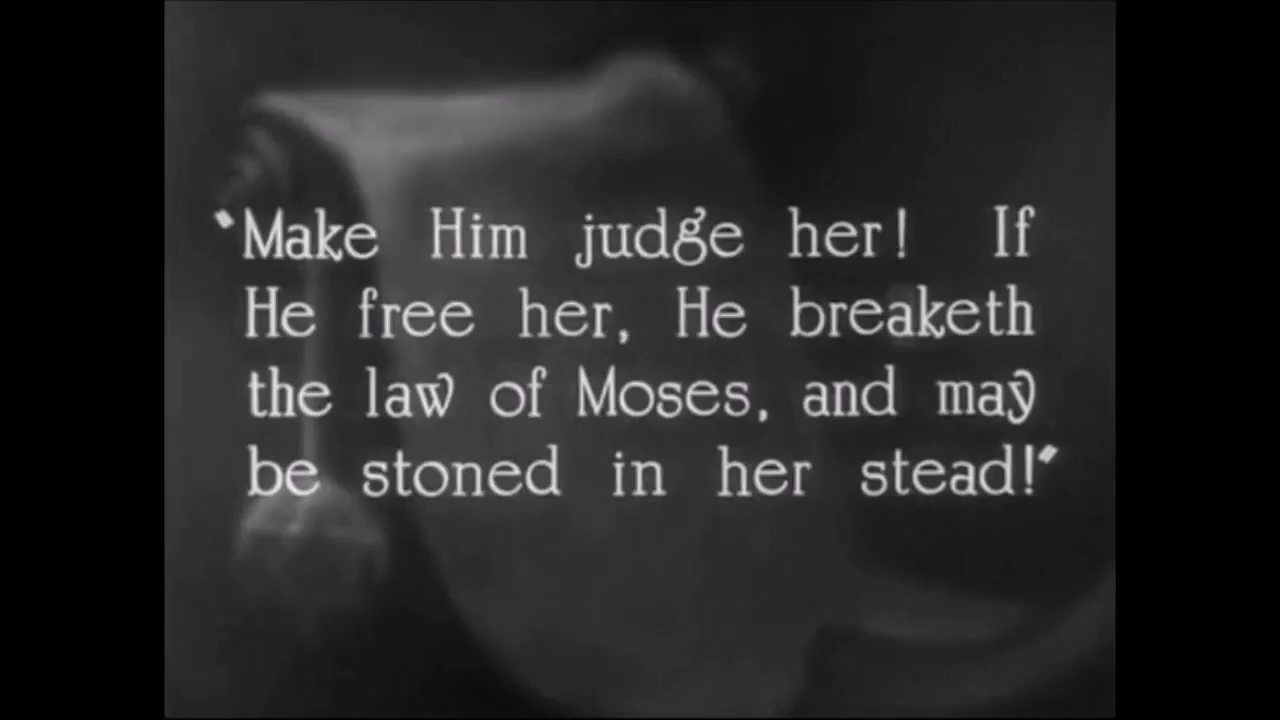 "Make Him judge her! If
He free her, He breaketh
the law of Moses, and may
be stoned in her stead!"